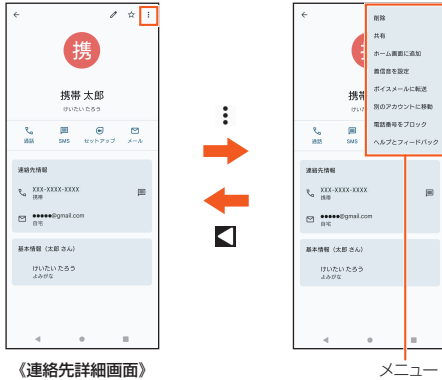 携
携帯 太郎
けいたい たろう
通話 SMS セットアップ メール
連絡先情報
XXX-XXXX-XXXX
携帯
●●●●●@gmail.com
自宅
基本情報（太郎 さん）
けいたい たろう
よみがな
《連絡先詳細画面》
削除
共有
ホーム画面に追加
着信音を設定
ボイスメールに転送
別のアカウントに移動
電話番号をブロック
ヘルプとフィードバック
携帯
けいた
通話 SMS
連絡先情報
XXX-XXXX-XXXX
携帯
●●●●●@gmail.com
自宅
基本情報（太郎 さん）
けいたい たろう
よみがな
メニュー